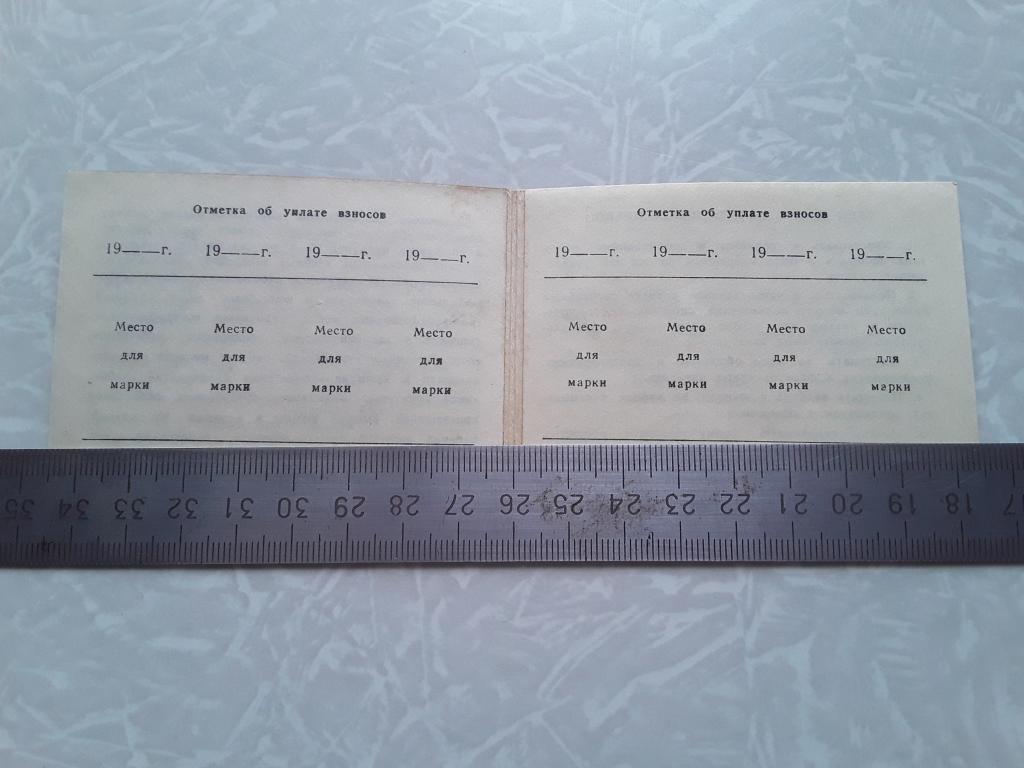 Отметка об уплате взносов
19——г. 19——г. 19——г. 19——г.
Место Место Место Место
для для для для
марки марки марки марки
Отметка об уплате взносов
19——г. 19——г. 19——г. 19——г.
Место Место Место Место
для для для для
марки марки марки марки
35 34 33 32 31 30 29 28 27 26 25 24 23 22 21 20 19 18 7